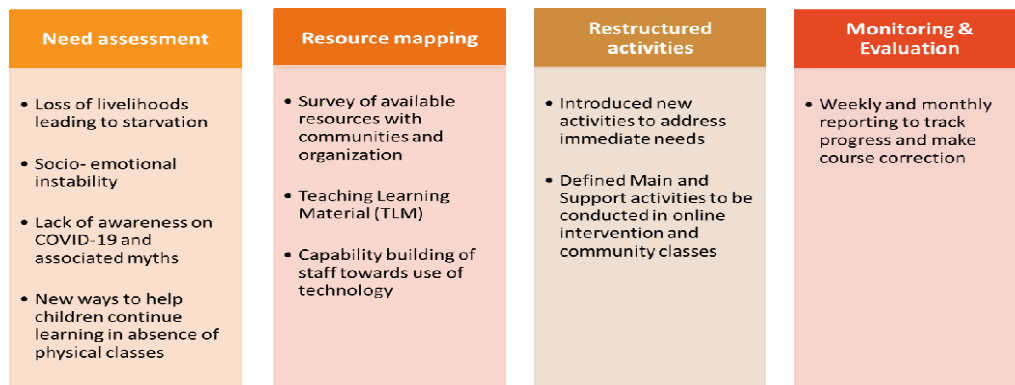 Need assessment
• Loss of livelihoods
leading to starvation
• Socio- emotional
instability
• Lack of awareness on
COVID-19 and
associated myths
• New ways to help
children continue
learning in absence of
physical classes
Resource mapping
• Survey of available
resources with
communities and
organization
• Teaching Learning
Material (TLM)
• Capability building of
staff towards use of
technology
Restructured
activities
• Introduced new
activities to address
immediate needs
• Defined Main and
Support activities to be
conducted in online
intervention and
community classes
Monitoring &
Evaluation
• Weekly and monthly
reporting to track
progress and make
course correction